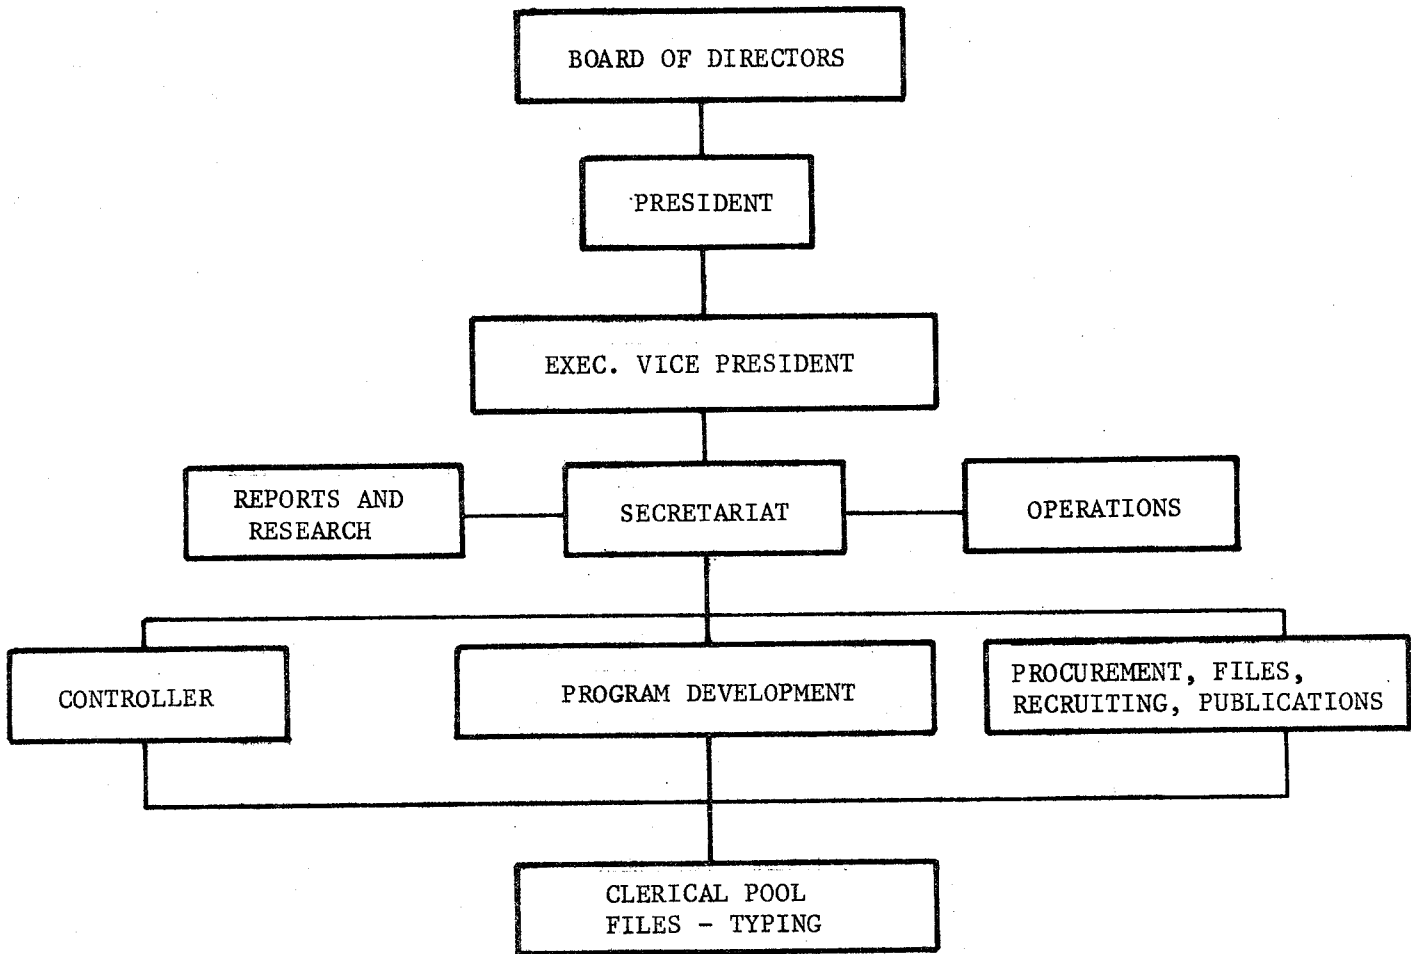 BOARD OF DIRECTORS
PRESIDENT
EXEC. VICE PRESIDENT
REPORTS AND
RESEARCH
SECRETARIAT
OPERATIONS
CONTROLLER
PROGRAM DEVELOPMENT
PROCUREMENT, FILES,
RECRUITING, PUBLICATIONS
CLERICAL POOL
FILES - TYPING